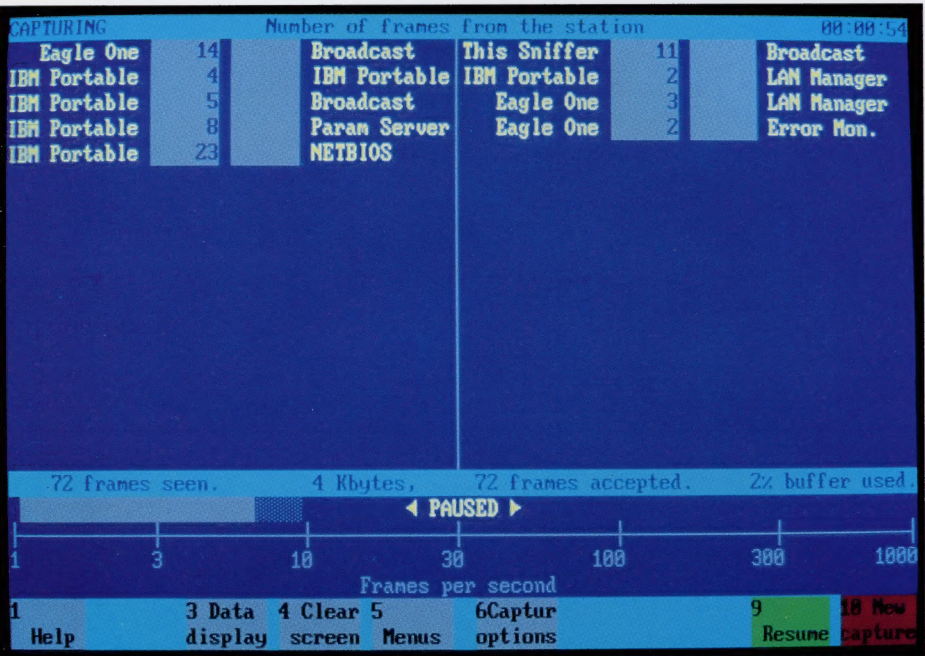 CAPTURING Number of frames from the station 00:00:54
Eagle One 14 Broadcast This Sniffer 11 Broadcast
IBM Portable 4 IBM Portable IBM Portable 2 LAN Manager
IBM Portable 5 Broadcast Eagle One 3 LAN Manager
IBM Portable 8 Param Server Eagle One 2 Error Mon.
IBM Portable 23 NETBIOS
72 frames seen. 4 Kbytes, 72 frames accepted. 2% buffer used.
◄ PAUSED ►
1 3 10 30 100 300 1000
Frames per second
1 3 Data 4 Clear 5 6Captur 9 10 New
Help display screen Menus options Resume capture